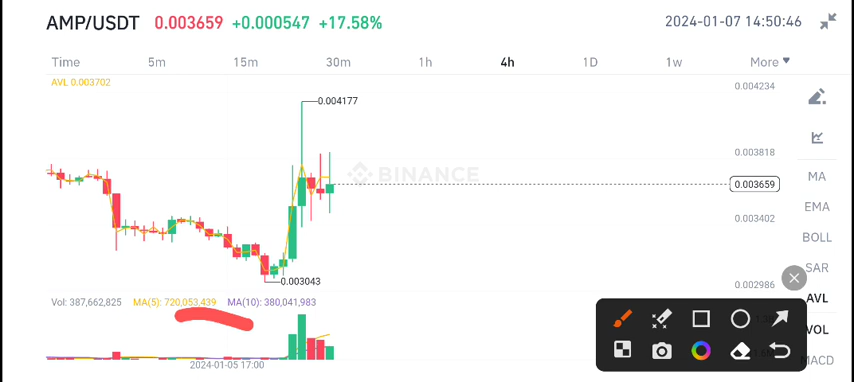 AMP/USDT 0.003659 +0.000547 +17.58% 2024-01-07 14:50:46
Time 5m 15m 30m 1h 4h 1D 1w More
AVL 0.003702
0.004234
0.004177
0.003818
BINANCE
0.003659
0.003402
0.003043
0.002986
MA
EMA
BOLL
SAR
AVL
VOL
MACD
Vol: 387,662,825 MA(5): 720,053,439 MA(10): 380,041,983
2024-01-05 17:00